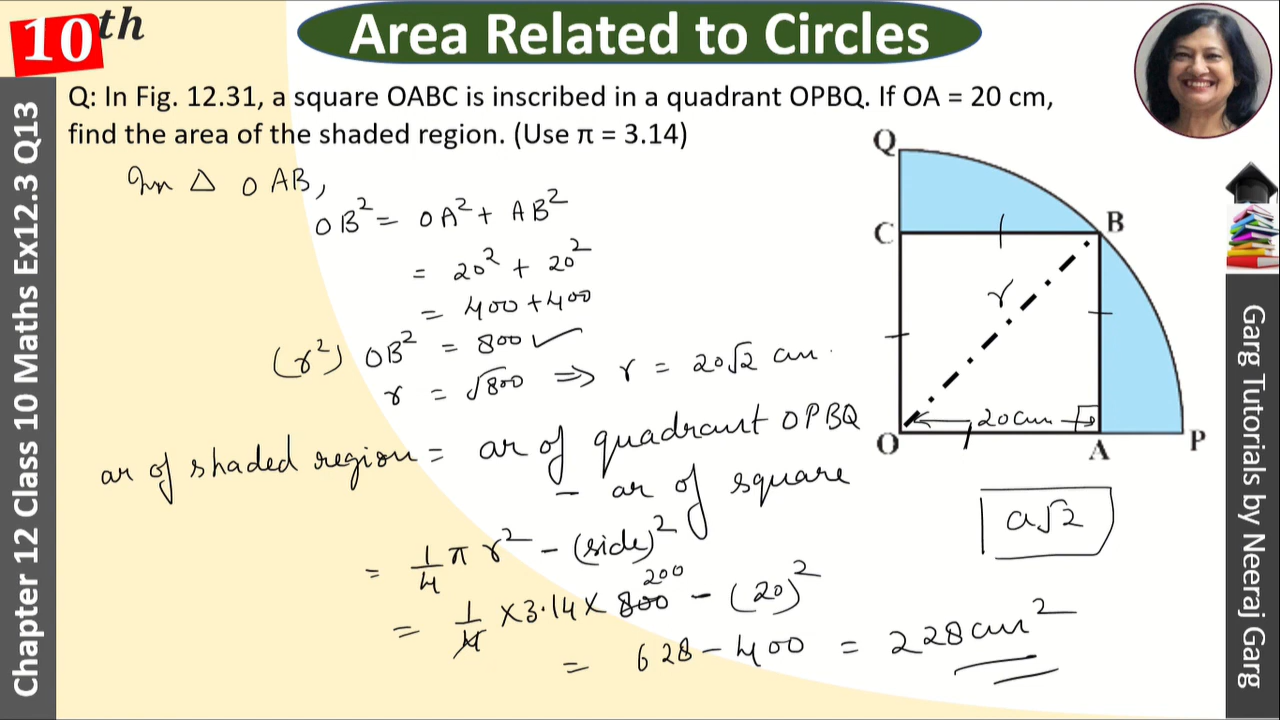 10th
Area Related to Circles
Chapter 12 Class 10 Maths Ex12.3 Q13
Q: In Fig. 12.31, a square OABC is inscribed in a quadrant OPBQ. If OA = 20 cm,
find the area of the shaded region. (Use π = 3.14)
In △ OAB,
OB² = OA² + AB²
= 20² + 20²
= 400 + 400
(r²) OB² = 800 ✓
r = √800 ⇒ r = 20√2 cm.
ar of shaded region = ar of quadrant OPBQ
− ar of square
= 1/4 π r² − (side)²
200
= 1/4 × 3.14 × 800 − (20)²
= 628 − 400 = 228 cm²
Q
C
B
r
20cm
O
A
P
a√2
Garg Tutorials by Neeraj Garg